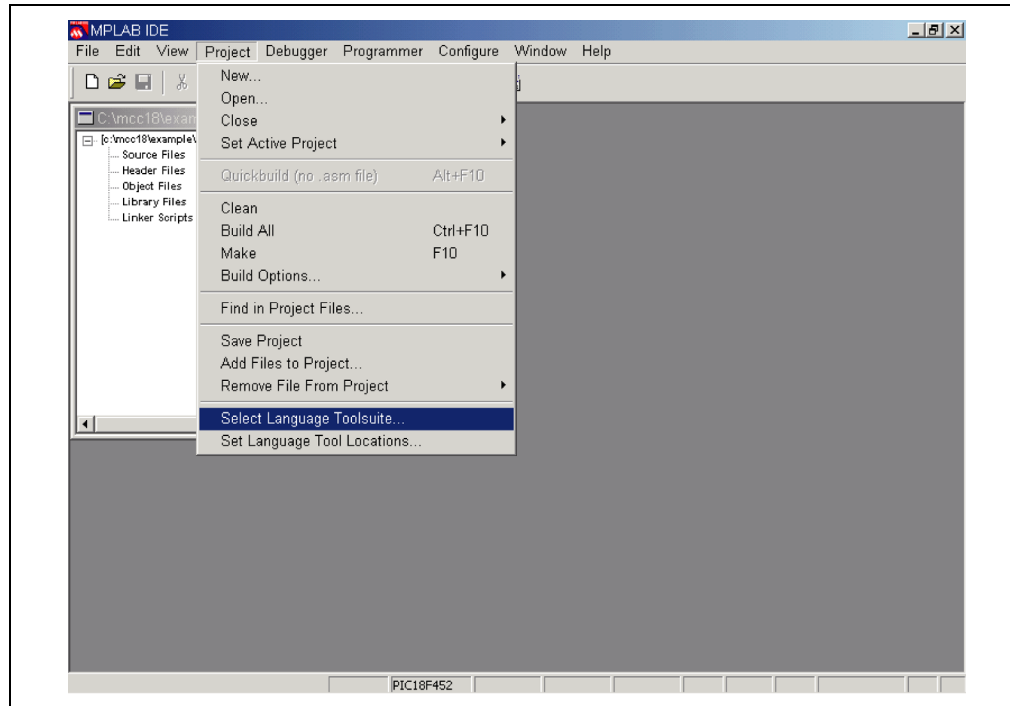 MPLAB IDE
File Edit View Project Debugger Programmer Configure Window Help
C:\mcc18\exam
[c:\mcc18\example\
Source Files
Header Files
Object Files
Library Files
Linker Scripts
New...
Open...
Close
Set Active Project
Quickbuild (no .asm file) Alt+F10
Clean
Build All Ctrl+F10
Make F10
Build Options...
Find in Project Files...
Save Project
Add Files to Project...
Remove File From Project
Select Language Toolsuite...
Set Language Tool Locations...
PIC18F452